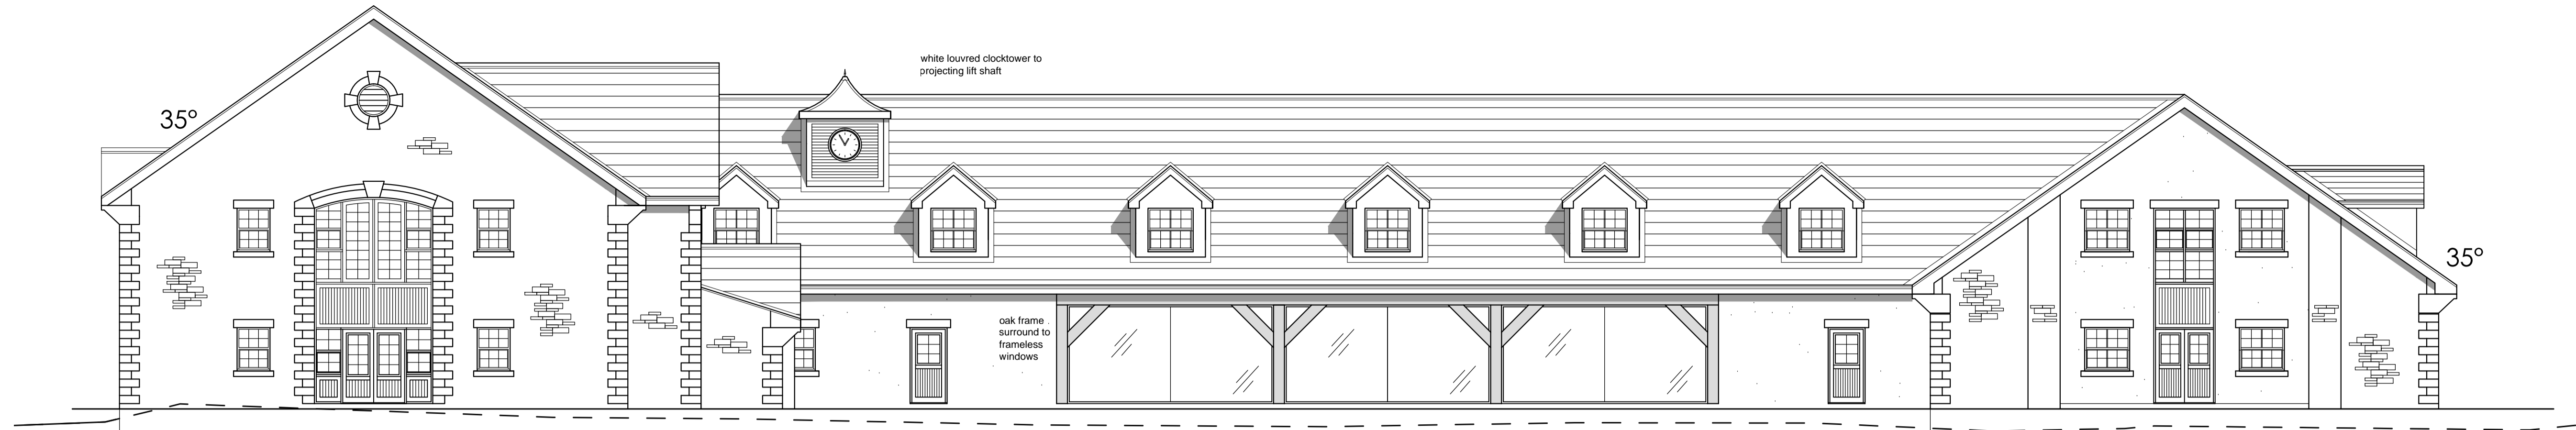 white louvred clocktower to
projecting lift shaft
35°
35°
oak frame
surround to
frameless
windows